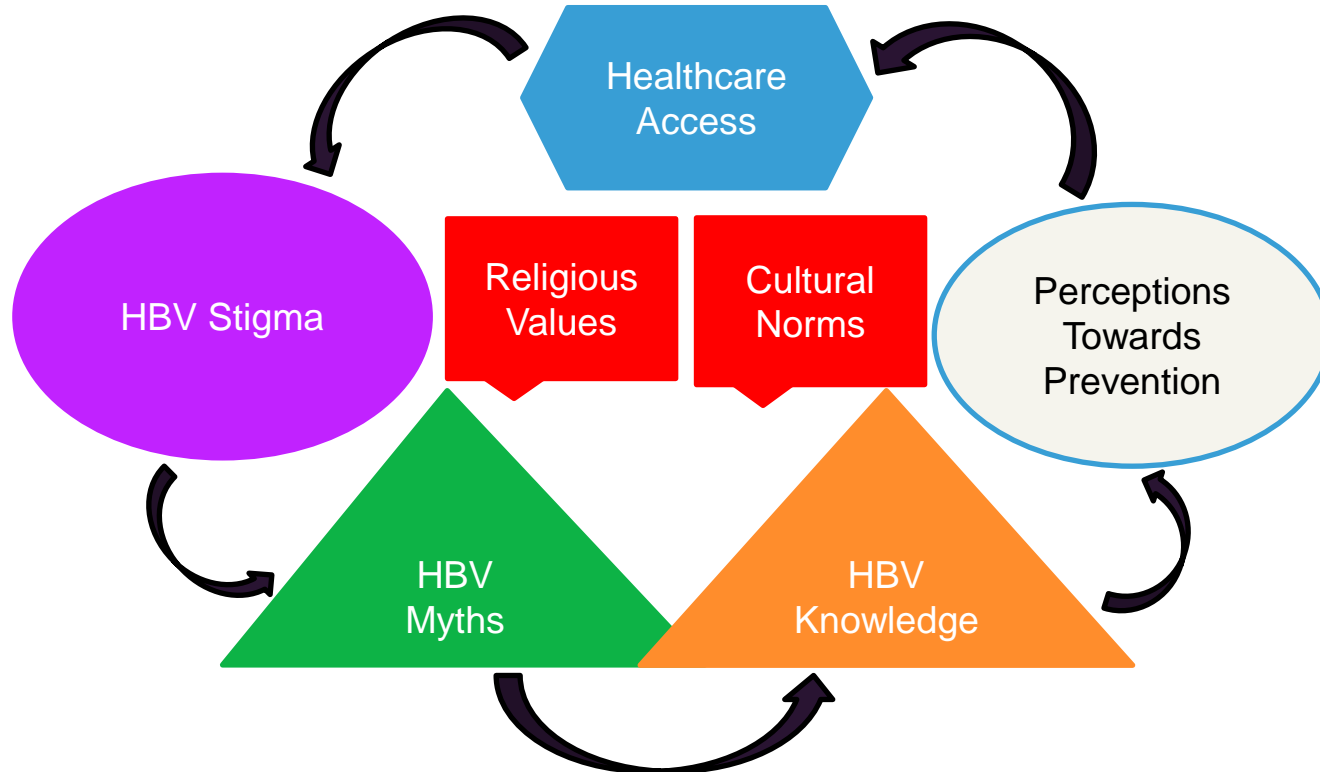 Healthcare
Access
HBV Stigma
Religious
Values
Cultural
Norms
Perceptions
Towards
Prevention
HBV
Myths
HBV
Knowledge